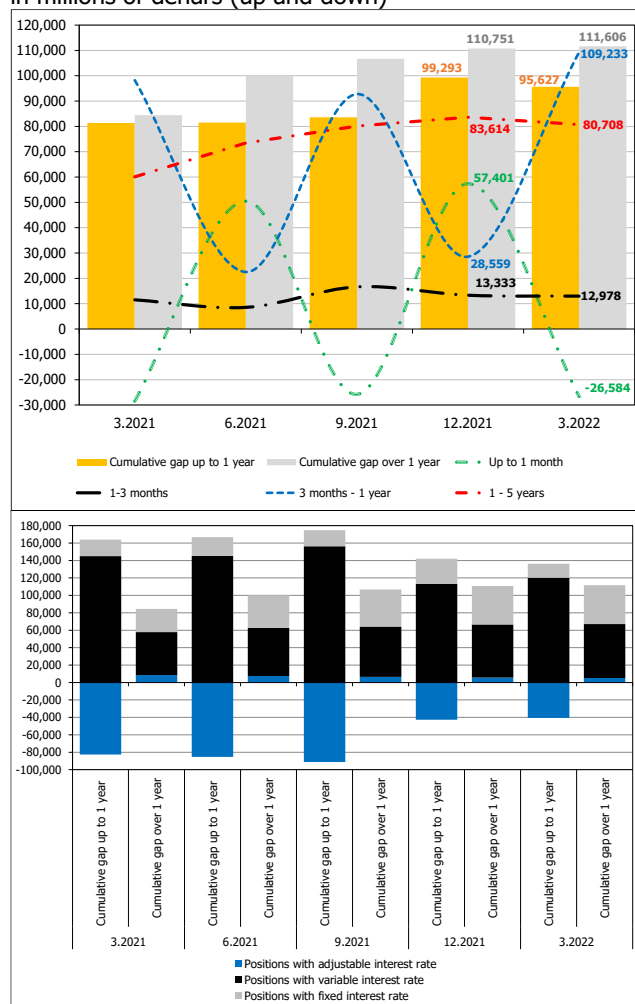 in millions of denars (up and down)
120,000
110,000
100,000
90,000
80,000
70,000
60,000
50,000
40,000
30,000
20,000
10,000
0
-10,000
-20,000
-30,000
110,751
111,606
109,233
99,293
95,627
83,614
80,708
57,401
28,559
13,333
12,978
-26,584
3.2021 6.2021 9.2021 12.2021 3.2022
Cumulative gap up to 1 year Cumulative gap over 1 year Up to 1 month
1-3 months 3 months - 1 year 1 - 5 years
180,000
160,000
140,000
120,000
100,000
80,000
60,000
40,000
20,000
0
-20,000
-40,000
-60,000
-80,000
-100,000
Cumulative gap up to 1 year
Cumulative gap over 1 year
Cumulative gap up to 1 year
Cumulative gap over 1 year
Cumulative gap up to 1 year
Cumulative gap over 1 year
Cumulative gap up to 1 year
Cumulative gap over 1 year
Cumulative gap up to 1 year
Cumulative gap over 1 year
3.2021 6.2021 9.2021 12.2021 3.2022
Positions with adjustable interest rate
Positions with variable interest rate
Positions with fixed interest rate